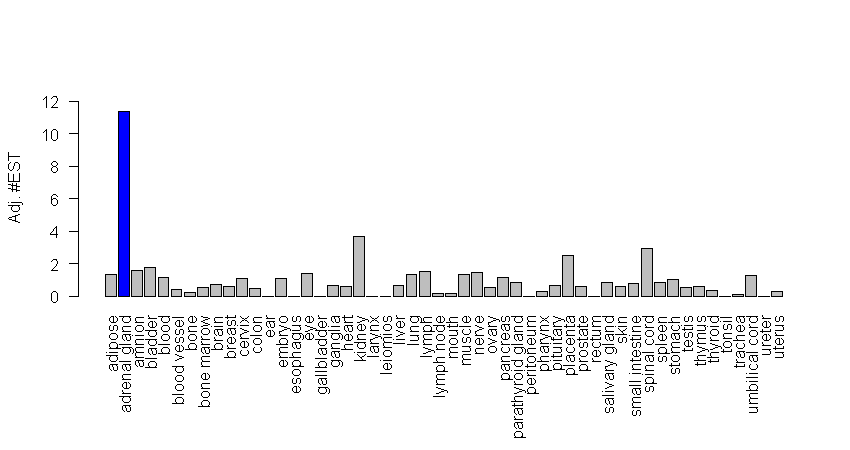 Adj. #EST
12
10
8
6
4
2
0
adipose
adrenal gland
amnion
bladder
blood
blood vessel
bone
bone marrow
brain
breast
cervix
colon
ear
embryo
esophagus
eye
gallbladder
ganglia
heart
kidney
larynx
leiomios
liver
lung
lymph
lymph node
mouth
muscle
nerve
ovary
pancreas
parathyroid gland
peritoneum
pharynx
pituitary
placenta
prostate
rectum
salivary gland
skin
small intestine
spinal cord
spleen
stomach
testis
thymus
thyroid
tonsil
trachea
umbilical cord
ureter
uterus